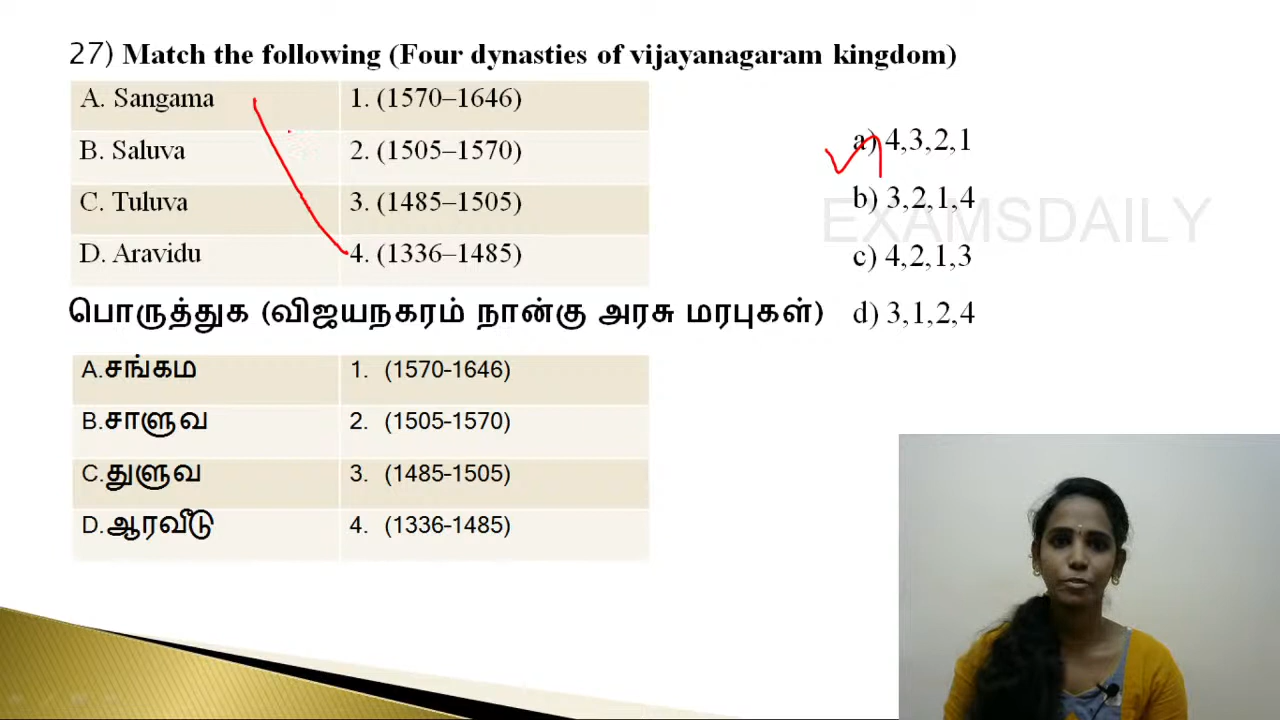 27) Match the following (Four dynasties of vijayanagaram kingdom)
A. Sangama 1. (1570–1646)
B. Saluva 2. (1505–1570)
C. Tuluva 3. (1485–1505)
D. Aravidu 4. (1336–1485)
a) 4,3,2,1
b) 3,2,1,4
c) 4,2,1,3
d) 3,1,2,4
EXAMSDAILY
பொருத்துக (விஜயநகரம் நான்கு அரசு மரபுகள்)
A.சங்கம 1. (1570-1646)
B.சாளுவ 2. (1505-1570)
C.துளுவ 3. (1485-1505)
D.ஆரவீடு 4. (1336-1485)